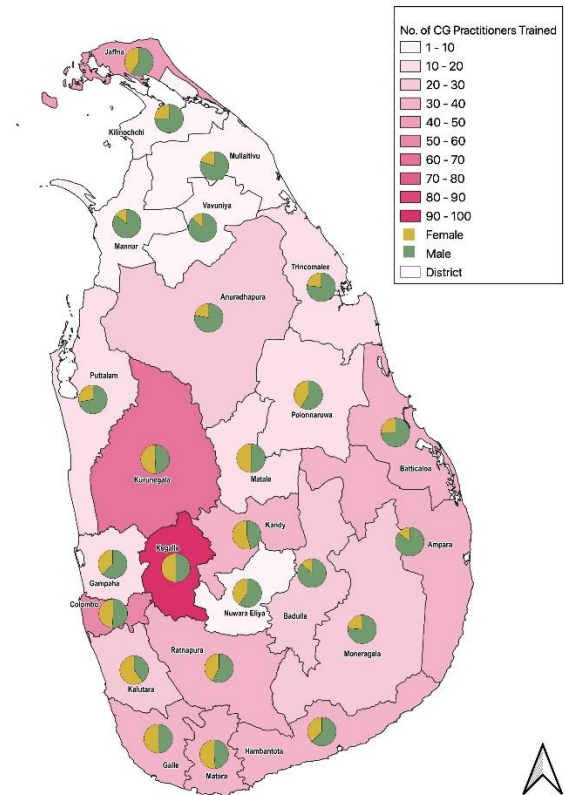 No. of CG Practitioners Trained
1 - 10
10 - 20
20 - 30
30 - 40
40 - 50
50 - 60
60 - 70
70 - 80
80 - 90
90 - 100
Female
Male
District
Jaffna
Kilinochchi
Mullaitivu
Vavuniya
Mannar
Trincomalee
Anuradhapura
Puttalam
Polonnaruwa
Batticaloa
Kurunegala
Matale
Kandy
Ampara
Kegalle
Gampaha
Nuwara Eliya
Badulla
Colombo
Moneragala
Ratnapura
Kalutara
Hambantota
Galle
Matara